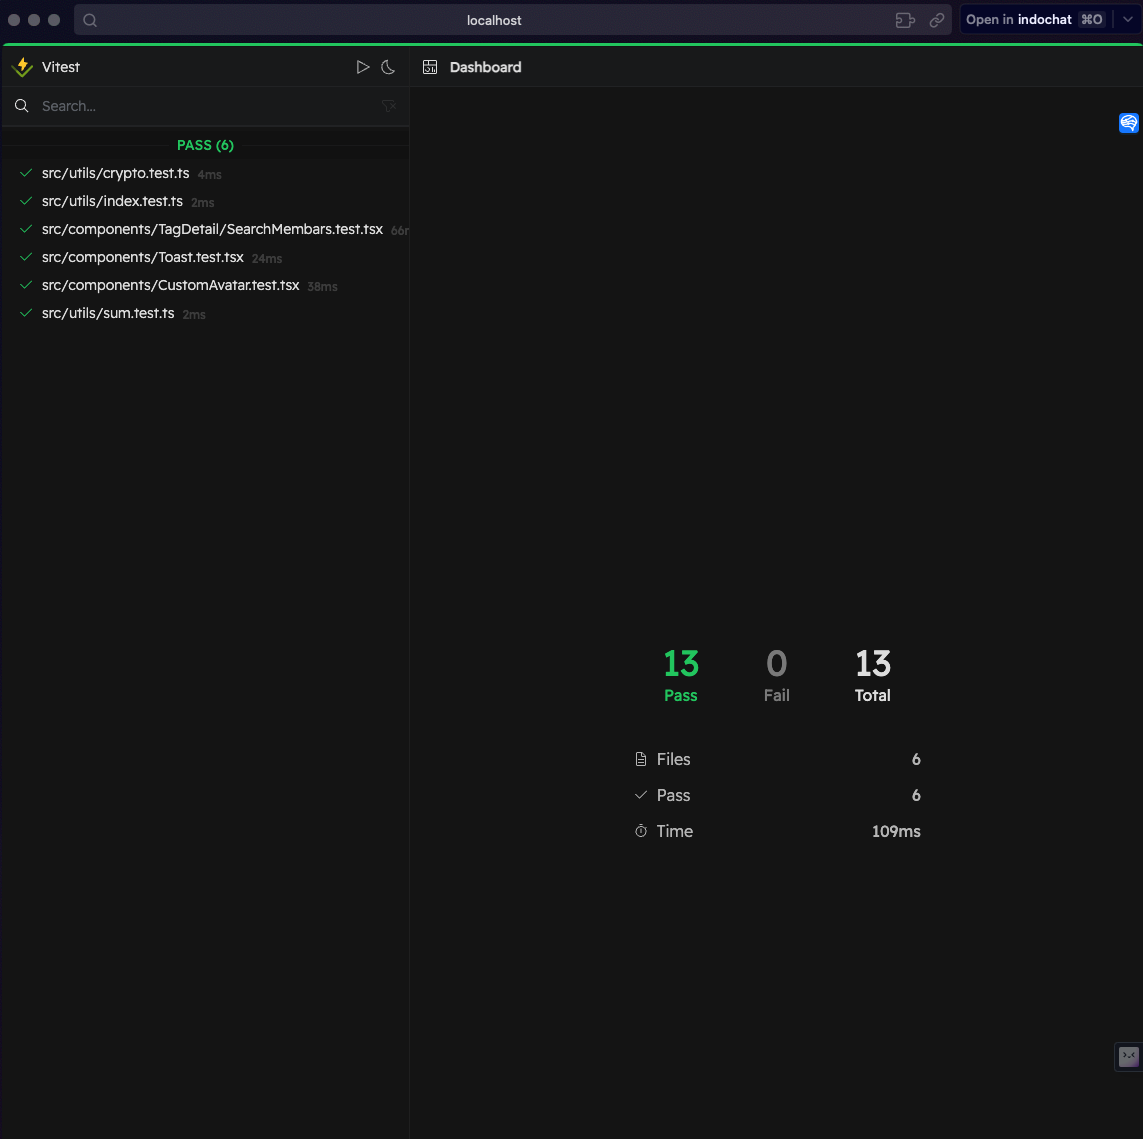 localhost
Open in indochat ⌘O
Vitest
Dashboard
Search...
PASS (6)
src/utils/crypto.test.ts 4ms
src/utils/index.test.ts 2ms
src/components/TagDetail/SearchMembars.test.tsx 66
src/components/Toast.test.tsx 24ms
src/components/CustomAvatar.test.tsx 38ms
src/utils/sum.test.ts 2ms
13 0 13
Pass Fail Total
Files 6
Pass 6
Time 109ms